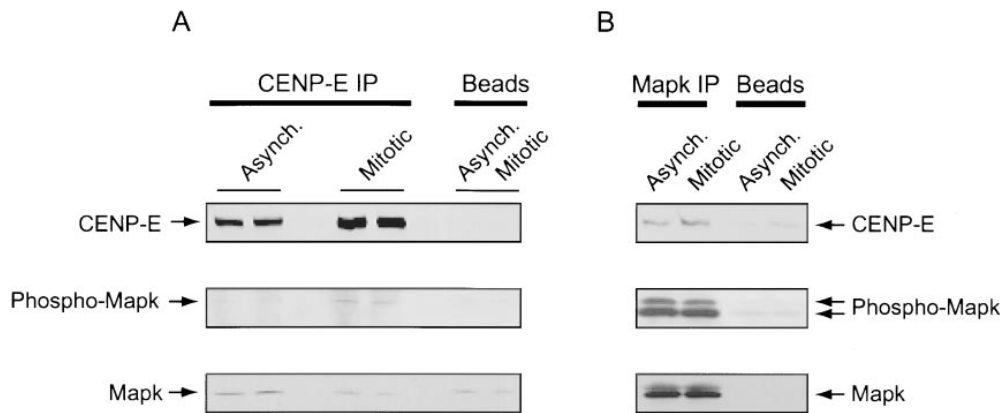 A
B
CENP-E IP
Beads
Mapk IP
Beads
Asynch.
Mitotic
Asynch.
Mitotic
Asynch.
Mitotic
Asynch.
Mitotic
CENP-E
CENP-E
Phospho-Mapk
Phospho-Mapk
Mapk
Mapk